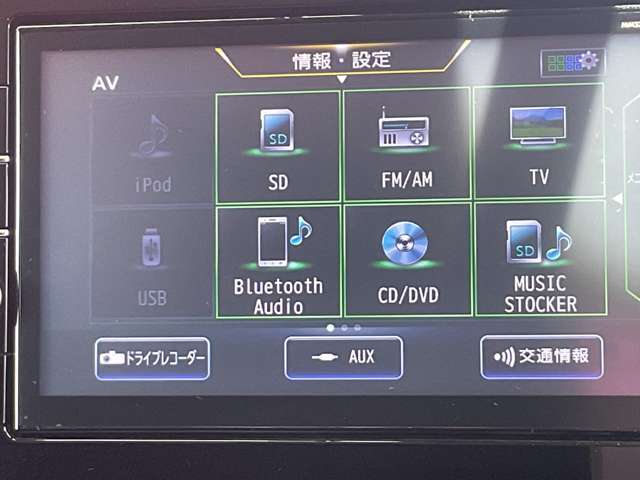 情報・設定
AV
iPod
SD
SD
FM/AM
TV
USB
Bluetooth
Audio
CD/DVD
SD
MUSIC
STOCKER
ドライブレコーダー
AUX
交通情報